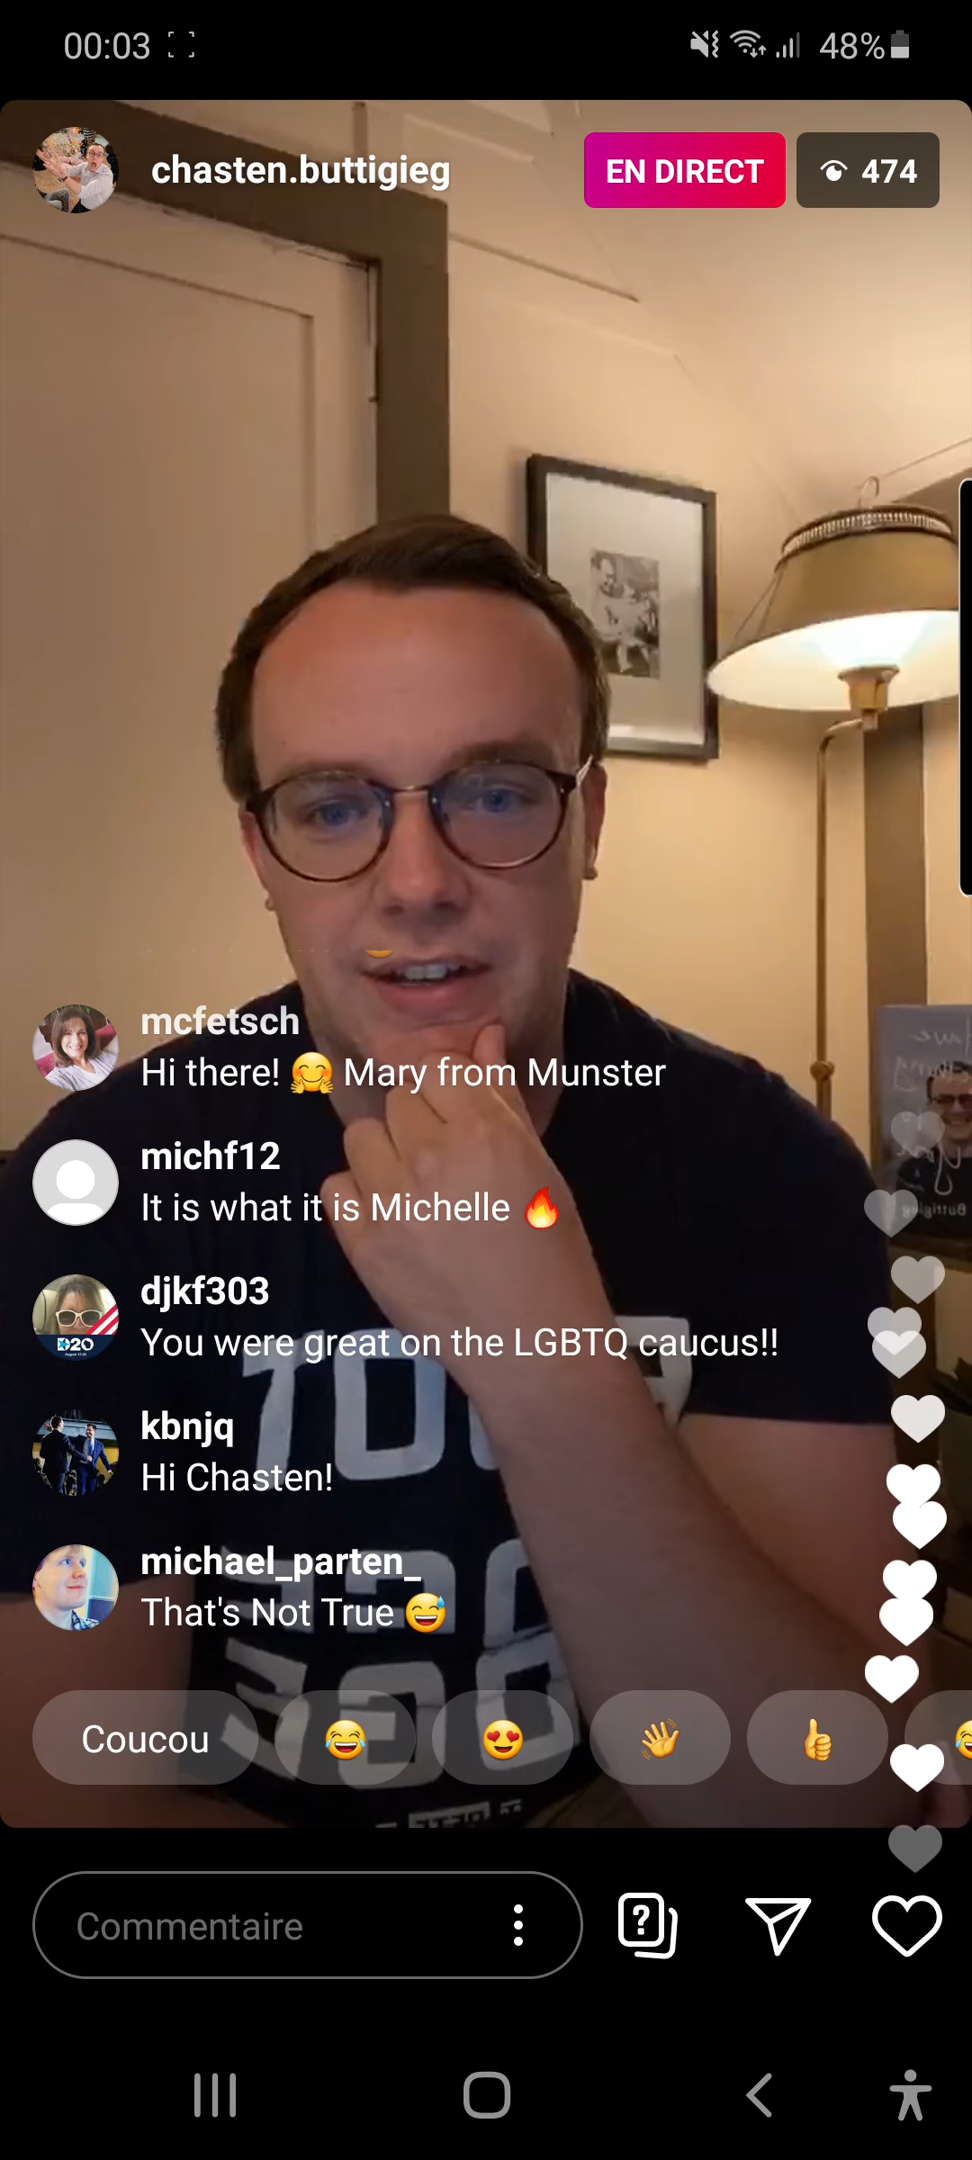 00:03
48%
chasten.buttigieg
EN DIRECT
474
mcfetsch
Hi there! 🤗 Mary from Munster
michf12
It is what it is Michelle 🔥
D20
djkf303
You were great on the LGBTQ caucus!!
kbnjq
Hi Chasten!
michael_parten_
That's Not True 😅
Coucou 😂 😍 👋 👍
Commentaire
Buttigieg